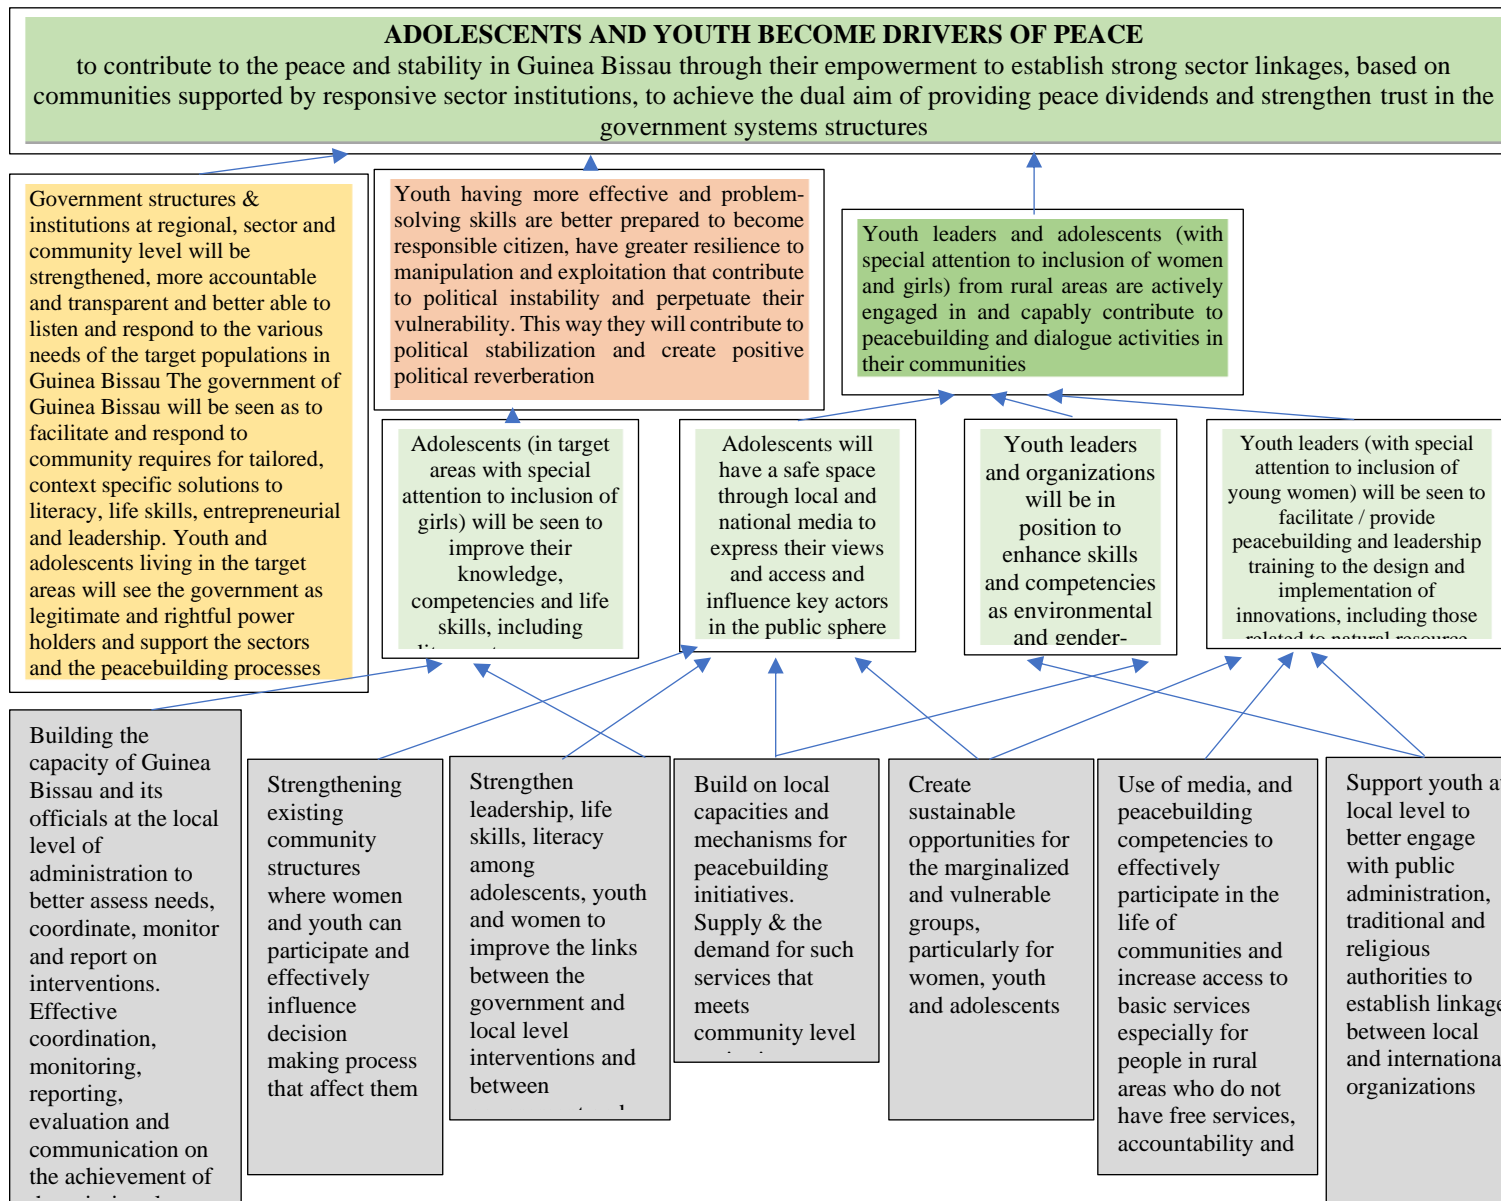 ADOLESCENTS AND YOUTH BECOME DRIVERS OF PEACE
to contribute to the peace and stability in Guinea Bissau through their empowerment to establish strong sector linkages, based on
communities supported by responsive sector institutions, to achieve the dual aim of providing peace dividends and strengthen trust in the
government systems structures
Government structures &
institutions at regional, sector and
community level will be
strengthened, more accountable
and transparent and better able to
listen and respond to the various
needs of the target populations in
Guinea Bissau The government of
Guinea Bissau will be seen as to
facilitate and respond to
community requires for tailored,
context specific solutions to
literacy, life skills, entrepreneurial
and leadership. Youth and
adolescents living in the target
areas will see the government as
legitimate and rightful power
holders and support the sectors
and the peacebuilding processes
Youth having more effective and problem-
solving skills are better prepared to become
responsible citizen, have greater resilience to
manipulation and exploitation that contribute
to political instability and perpetuate their
vulnerability. This way they will contribute to
political stabilization and create positive
political reverberation
Youth leaders and adolescents (with
special attention to inclusion of women
and girls) from rural areas are actively
engaged in and capably contribute to
peacebuilding and dialogue activities in
their communities
Adolescents (in target
areas with special
attention to inclusion of
girls) will be seen to
improve their
knowledge,
competencies and life
skills, including
Adolescents will
have a safe space
through local and
national media to
express their views
and access and
influence key actors
in the public sphere
Youth leaders
and organizations
will be in
position to
enhance skills
and competencies
as environmental
and gender-
Youth leaders (with special
attention to inclusion of
young women) will be seen to
facilitate / provide
peacebuilding and leadership
training to the design and
implementation of
innovations, including those
related to natural resource
Building the
capacity of Guinea
Bissau and its
officials at the local
level of
administration to
better assess needs,
coordinate, monitor
and report on
interventions.
Effective
coordination,
monitoring,
reporting,
evaluation and
communication on
the achievement of
Strengthening
existing
community
structures
where women
and youth can
participate and
effectively
influence
decision
making process
that affect them
Strengthen
leadership, life
skills, literacy
among
adolescents, youth
and women to
improve the links
between the
government and
local level
interventions and
between
Build on local
capacities and
mechanisms for
peacebuilding
initiatives.
Supply & the
demand for such
services that
meets
community level
Create
sustainable
opportunities for
the marginalized
and vulnerable
groups,
particularly for
women, youth
and adolescents
Use of media, and
peacebuilding
competencies to
effectively
participate in the
life of
communities and
increase access to
basic services
especially for
people in rural
areas who do not
have free services,
accountability and
Support youth at
local level to
better engage
with public
administration,
traditional and
religious
authorities to
establish linkage
between local
and internationa
organizations